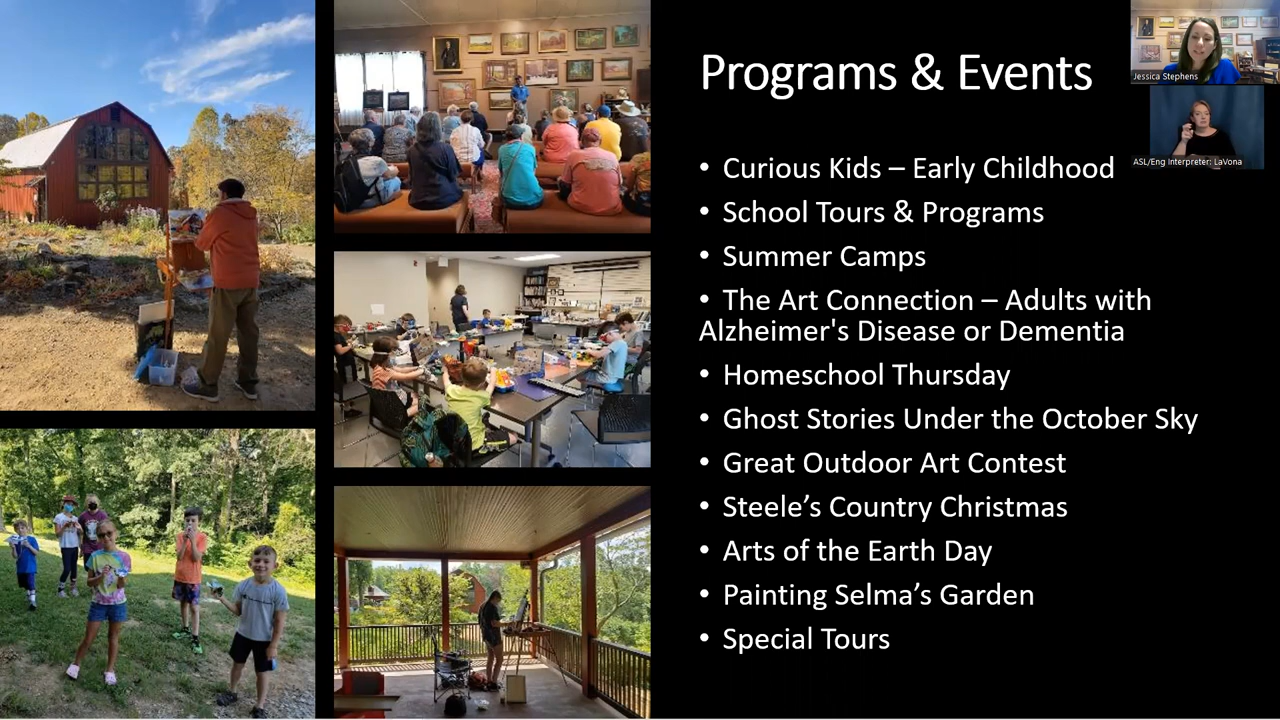 Programs & Events
Jessica Stephens
ASL/Eng Interpreter: LaVona
• Curious Kids – Early Childhood
• School Tours & Programs
• Summer Camps
• The Art Connection – Adults with
Alzheimer's Disease or Dementia
• Homeschool Thursday
• Ghost Stories Under the October Sky
• Great Outdoor Art Contest
• Steele’s Country Christmas
• Arts of the Earth Day
• Painting Selma’s Garden
• Special Tours